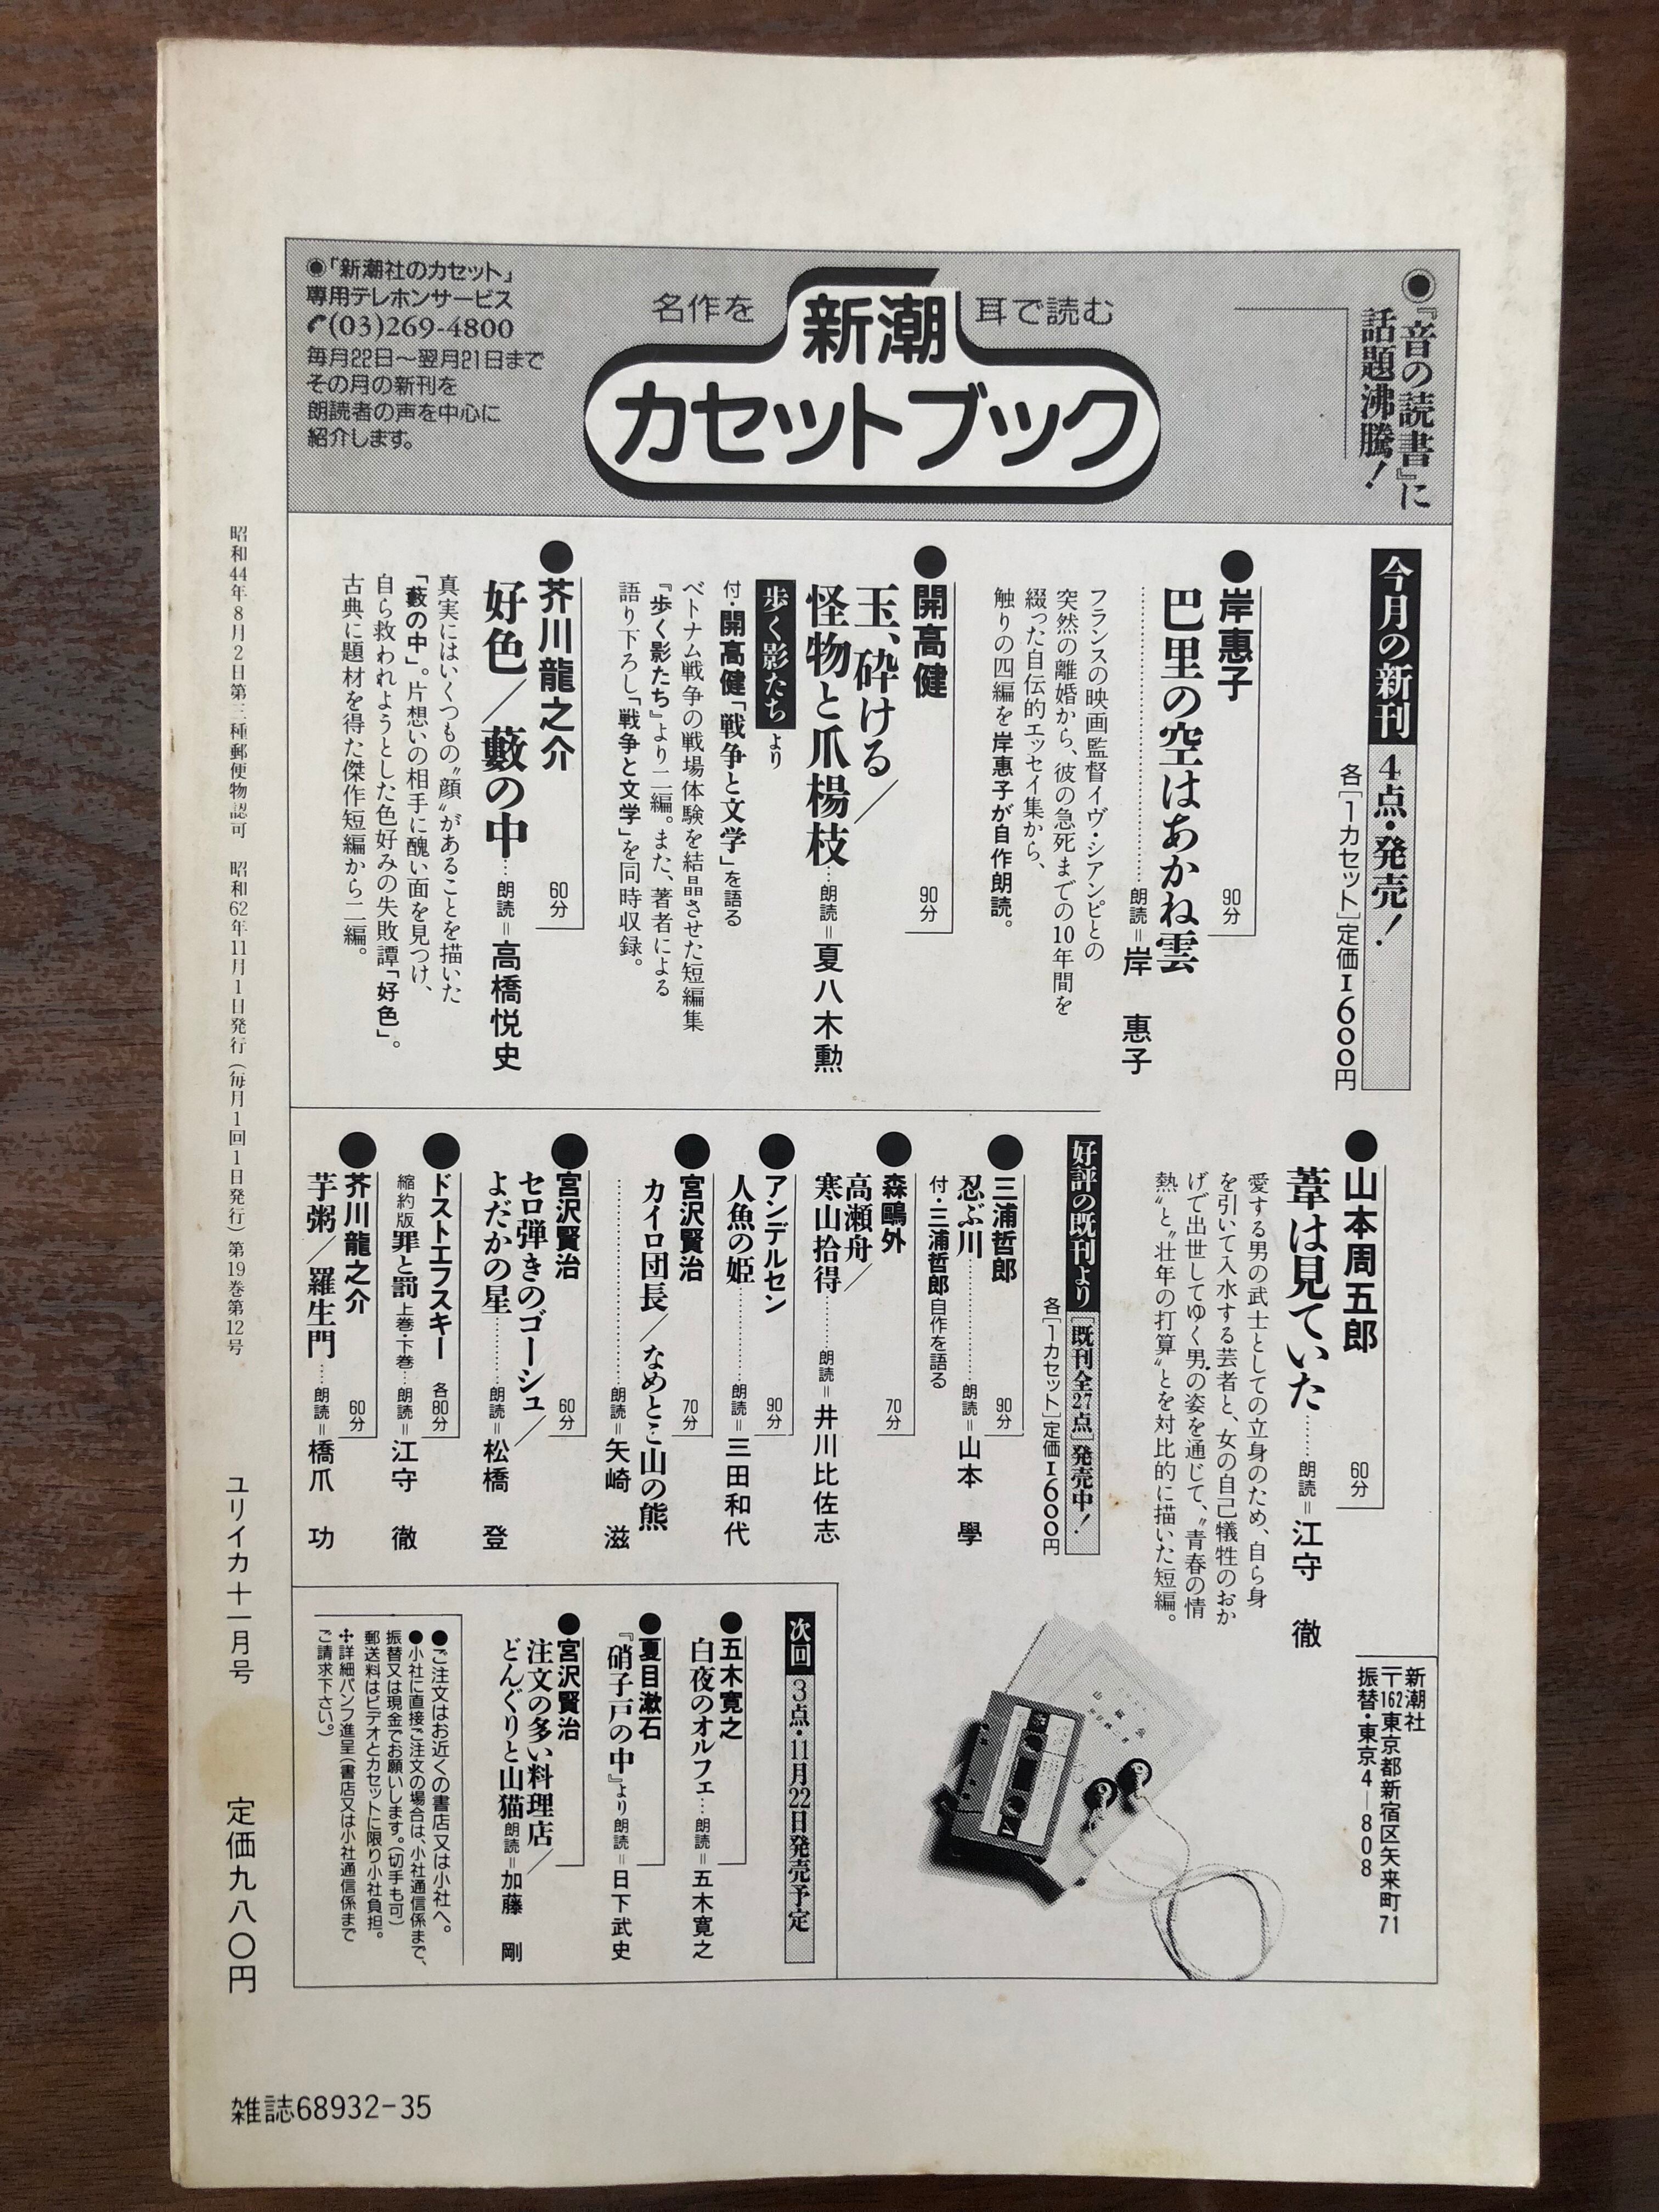 ◉『音の読書』に
話題沸騰！
名作を
新潮
耳で読む
カセットブック
◉「新潮社のカセット」
専用テレホンサービス
(03)269-4800
毎月22日〜翌月21日まで
その月の新刊を
朗読者の声を中心に
紹介します。
今月の新刊 4点・発売！
各［1カセット］定価1600円
●岸惠子 90分
巴里の空はあかね雲
……朗読＝岸 惠子
フランスの映画監督イヴ・シアンピとの
突然の離婚から、彼の急死までの10年間を
綴った自伝的エッセイ集から、
触りの四編を岸惠子が自作朗読。
●開高健 90分
玉、砕ける／
怪物と爪楊枝…朗読＝夏八木勲
歩く影たち より
付・開高健「戦争と文学」を語る
ベトナム戦争の戦場体験を結晶させた短編集
『歩く影たち』より二編。また、著者による
語り下ろし「戦争と文学」を同時収録。
●芥川龍之介 60分
好色／藪の中…朗読＝高橋悦史
真実にはいくつもの〝顔〟があることを描いた
「藪の中」。片想いの相手に醜い面を見つけ、
自ら救われようとした色好みの失敗譚「好色」。
古典に題材を得た傑作短編から二編。
●山本周五郎 60分
葦は見ていた……朗読＝江守 徹
愛する男の武士としての立身のため、自ら身
を引いて入水する芸者と、女の自己犠牲のおか
げで出世してゆく男の姿を通じて、〝青春の情
熱〟と〝壮年の打算〟とを対比的に描いた短編。
好評の既刊より［既刊全27点］発売中！
各［1カセット］定価1600円
●三浦哲郎 90分
忍ぶ川……朗読＝山本 學
付・三浦哲郎自作を語る
●森鷗外 70分
高瀬舟／
寒山拾得……朗読＝井川比佐志
●アンデルセン 90分
人魚の姫……朗読＝三田和代
●宮沢賢治 70分
カイロ団長／なめとこ山の熊
……朗読＝矢崎 滋
●宮沢賢治 60分
セロ弾きのゴーシュ／
よだかの星……朗読＝松橋 登
●ドストエフスキー 各80分
縮約版罪と罰上巻・下巻…朗読＝江守 徹
●芥川龍之介 60分
芋粥／羅生門……朗読＝橋爪 功
新潮社
〒162東京都新宿区矢来町71
振替・東京4—808
次回 3点・11月22日発売予定
●五木寛之
白夜のオルフェ…朗読＝五木寛之
●夏目漱石
『硝子戸の中』より朗読＝日下武史
●宮沢賢治
注文の多い料理店／
どんぐりと山猫朗読＝加藤 剛
●ご注文はお近くの書店又は小社へ。
●小社に直接ご注文の場合は、小社通信係まで、
振替又は現金でお願いします。（切手も可）
郵送料はビデオとカセットに限り小社負担。
✣詳細パンフ進呈（書店又は小社通信係まで
ご請求下さい。）
昭和44年8月2日第三種郵便物認可 昭和62年11月1日発行（毎月1回1日発行）第19巻第12号
ユリイカ十一月号 定価九八〇円
雑誌68932-35